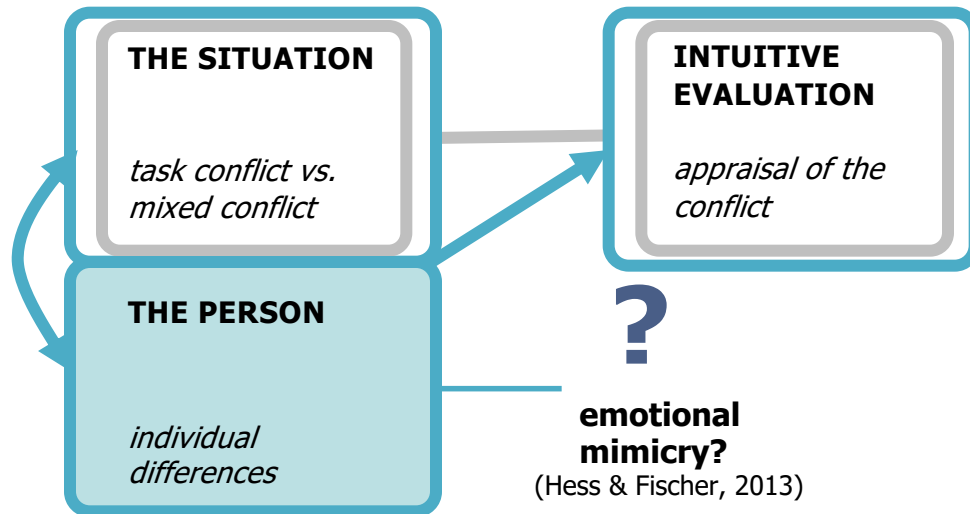 THE SITUATION
task conflict vs.
mixed conflict
INTUITIVE
EVALUATION
appraisal of the
conflict
THE PERSON
individual
differences
?
emotional
mimicry?
(Hess & Fischer, 2013)